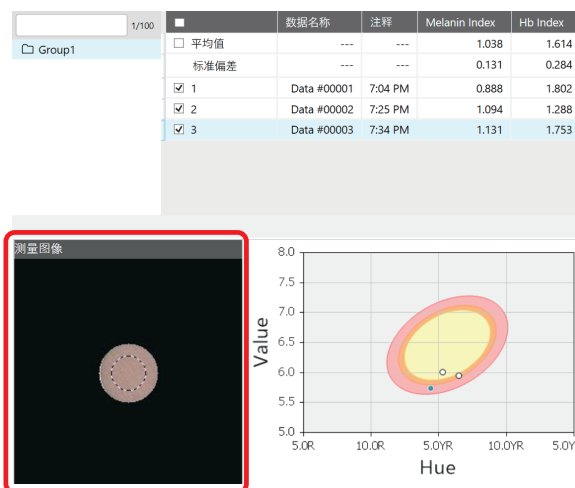 1/100
Group1
数据名称 注释 Melanin Index Hb Index
平均值 --- --- 1.038 1.614
标准偏差 --- --- 0.131 0.284
1 Data #00001 7:04 PM 0.888 1.802
2 Data #00002 7:25 PM 1.094 1.288
3 Data #00003 7:34 PM 1.131 1.753
测量图像
8.0
7.5
7.0
6.5
6.0
5.5
5.0
Value
5.0R 10.0R 5.0YR 10.0YR 5.0Y
Hue